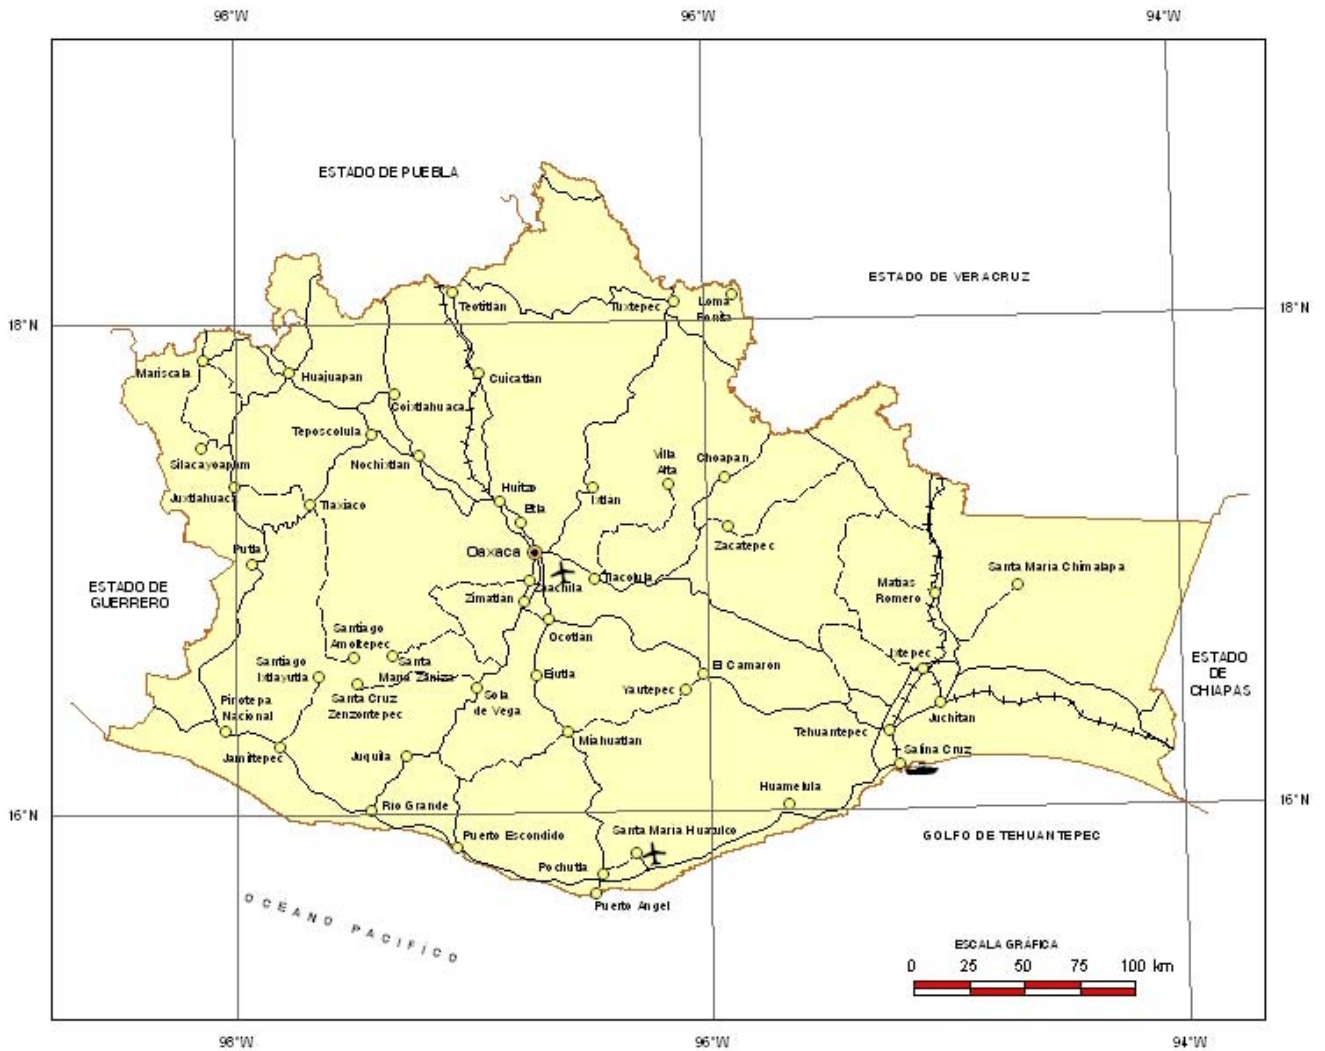 98°W 96°W 94°W
ESTADO DE PUEBLA
ESTADO DE VERACRUZ
18°N
18°N
Teotitlan
Tuxtepec
Loma
Bonita
Mariscala
Huajuapan
Cuicatlan
Coixtlahuaca
Teposcolula
Nochixtlan
Silacayoapam
Juxtlahuaca
Tlaxiaco
Huitzo
Etla
Ixtlan
Villa
Alta
Choapan
Zacatepec
Oaxaca
Putla
ESTADO DE
GUERRERO
Tlacolula
Zaachila
Zimatlan
Ocotlan
Matias
Romero
Santa Maria Chimalapa
Santiago
Amoltepec
Santa
Maria Zaniza
Santiago
Ixtayutla
Santa Cruz
Zenzontepec
Ejutla
El Camaron
Yautepec
Ixtepec
ESTADO
DE
CHIAPAS
Pinotepa
Nacional
Sola
de Vega
Juchitan
Tehuantepec
Miahuatlan
Jamiltepec
Juquila
Salina Cruz
Huamelula
Rio Grande
16°N
16°N
Puerto Escondido
Santa Maria Huatulco
GOLFO DE TEHUANTEPEC
Pochutla
Puerto Angel
OCEANO PACIFÍCO
ESCALA GRÁFICA
0 25 50 75 100 km
98°W 96°W 94°W